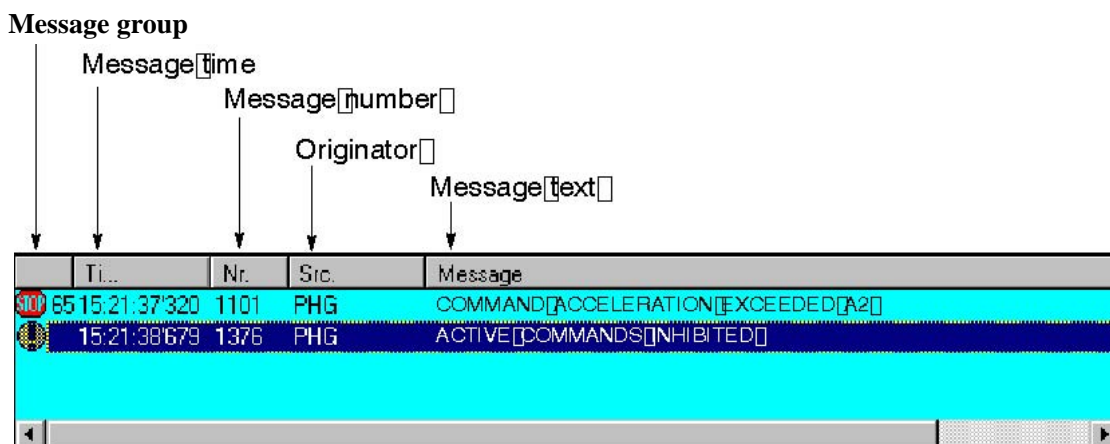 Message group
Message time
Message number
Originator
Message text
Ti... Nr. Src. Message
STOP 65 15:21:37'320 1101 PHG COMMAND ACCELERATION EXCEEDED A2
! 15:21:38'679 1376 PHG ACTIVE COMMANDS INHIBITED